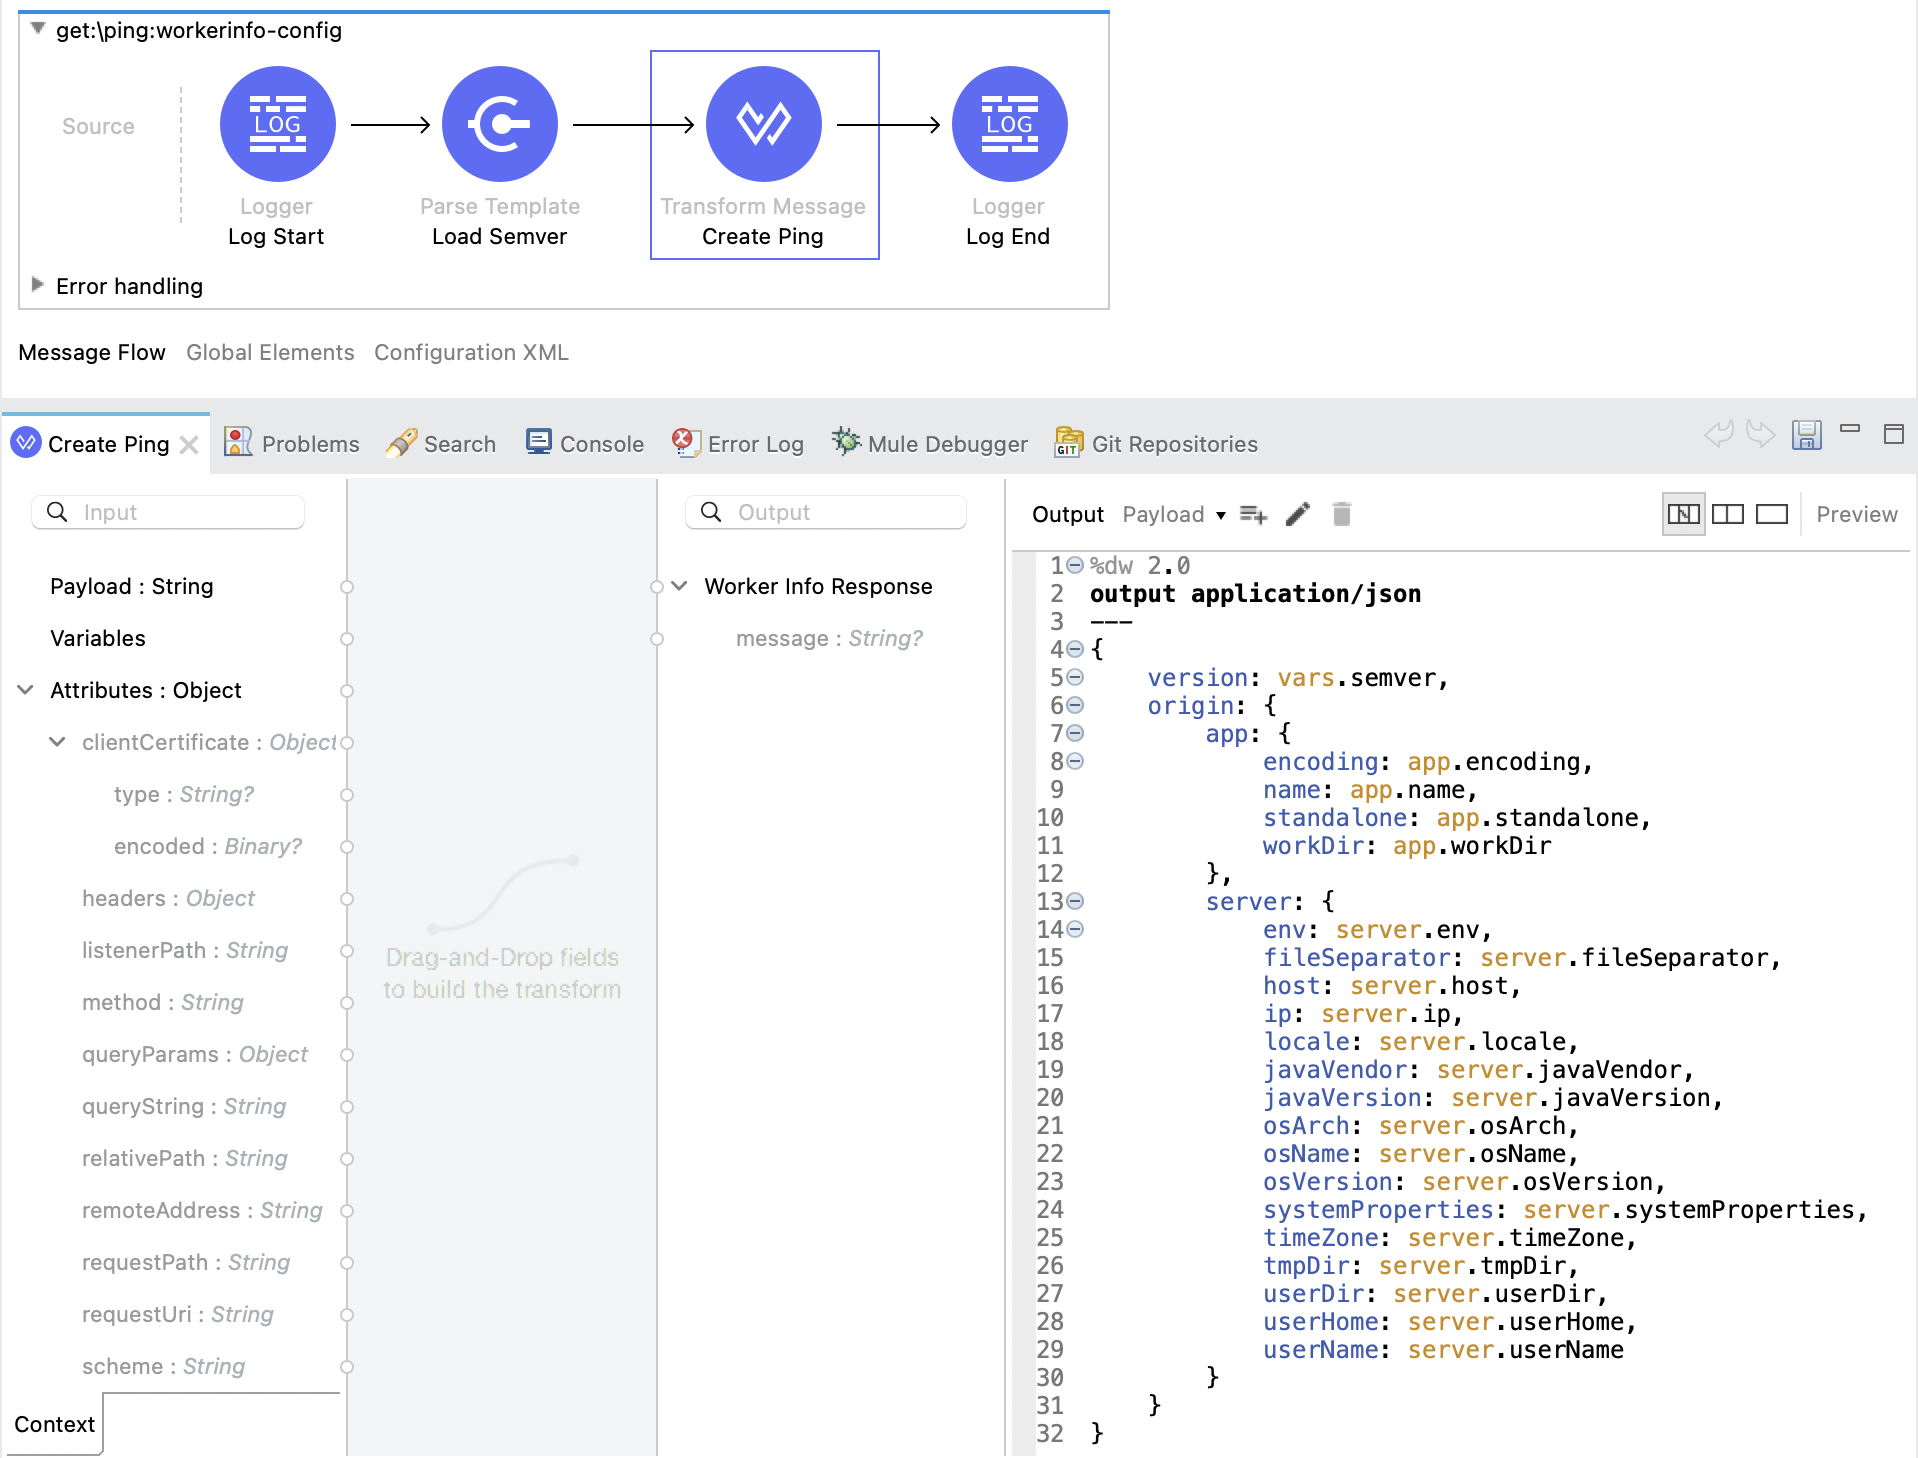 get:\ping:workerinfo-config
Source
LOG
LOG
Logger
Parse Template
Transform Message
Logger
Log Start
Load Semver
Create Ping
Log End
Error handling
Message Flow Global Elements Configuration XML
Create Ping Problems Search Console Error Log Mule Debugger GIT Git Repositories
Input
Output
Output Payload Preview
Payload : String
Variables
Attributes : Object
clientCertificate : Object
type : String?
encoded : Binary?
headers : Object
listenerPath : String
method : String
queryParams : Object
queryString : String
relativePath : String
remoteAddress : String
requestPath : String
requestUri : String
scheme : String
Context
Drag-and-Drop fields
to build the transform
Worker Info Response
message : String?
1 %dw 2.0
2 output application/json
3 ---
4 {
5 version: vars.semver,
6 origin: {
7 app: {
8 encoding: app.encoding,
9 name: app.name,
10 standalone: app.standalone,
11 workDir: app.workDir
12 },
13 server: {
14 env: server.env,
15 fileSeparator: server.fileSeparator,
16 host: server.host,
17 ip: server.ip,
18 locale: server.locale,
19 javaVendor: server.javaVendor,
20 javaVersion: server.javaVersion,
21 osArch: server.osArch,
22 osName: server.osName,
23 osVersion: server.osVersion,
24 systemProperties: server.systemProperties,
25 timeZone: server.timeZone,
26 tmpDir: server.tmpDir,
27 userDir: server.userDir,
28 userHome: server.userHome,
29 userName: server.userName
30 }
31 }
32 }